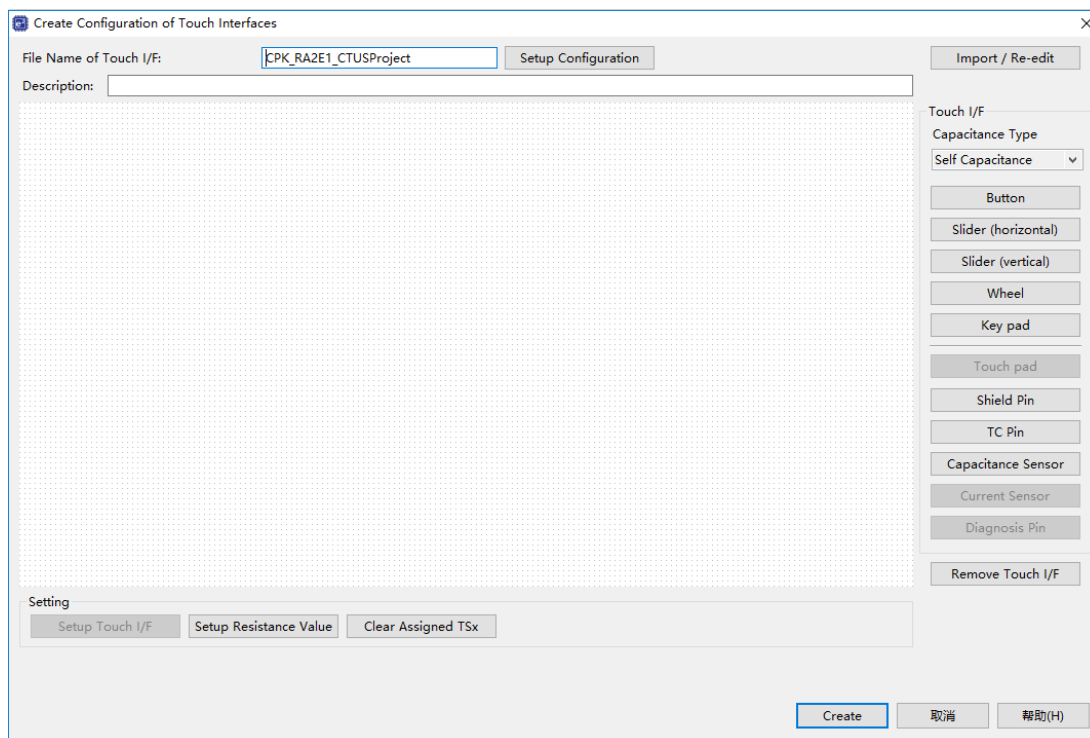 Create Configuration of Touch Interfaces
File Name of Touch I/F: CPK_RA2E1_CTUSProject Setup Configuration Import / Re-edit
Description:
Touch I/F
Capacitance Type
Self Capacitance
Button
Slider (horizontal)
Slider (vertical)
Wheel
Key pad
Touch pad
Shield Pin
TC Pin
Capacitance Sensor
Current Sensor
Diagnosis Pin
Remove Touch I/F
Setting
Setup Touch I/F Setup Resistance Value Clear Assigned TSx
Create 取消 帮助(H)